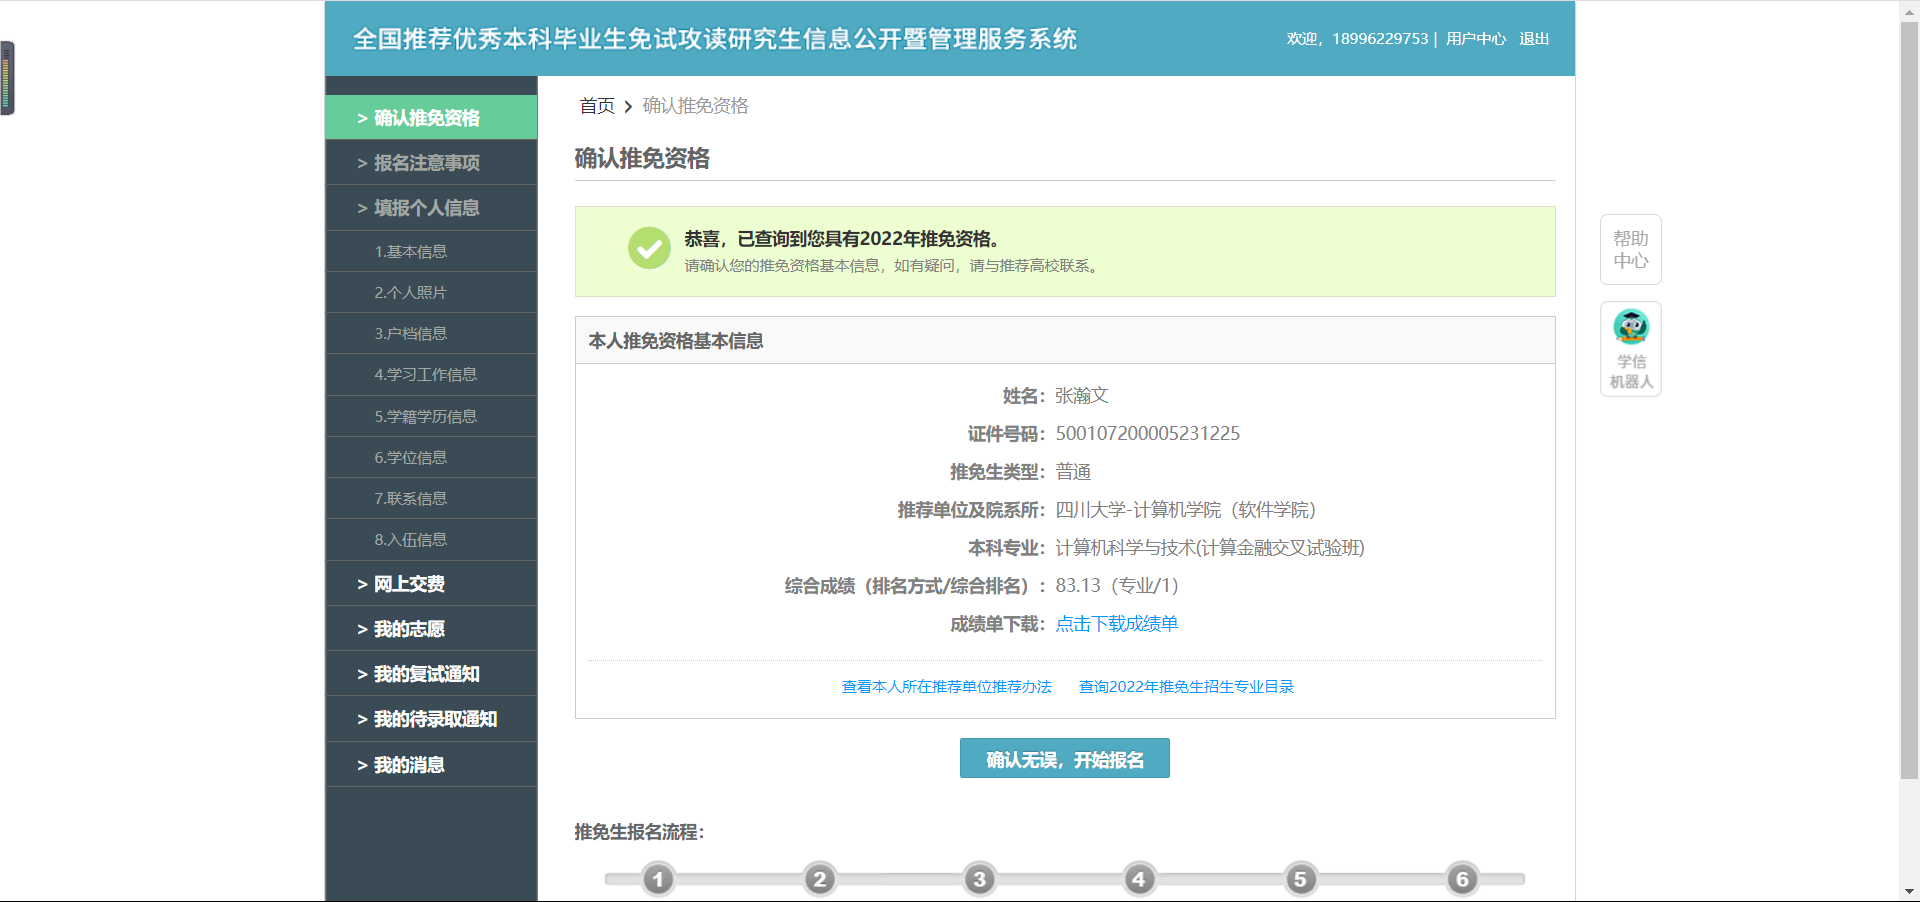 全国推荐优秀本科毕业生免试攻读研究生信息公开暨管理服务系统
欢迎，18996229753 | 用户中心 退出
> 确认推免资格
> 报名注意事项
> 填报个人信息
1.基本信息
2.个人照片
3.户档信息
4.学习工作信息
5.学籍学历信息
6.学位信息
7.联系信息
8.入伍信息
> 网上交费
> 我的志愿
> 我的复试通知
> 我的待录取通知
> 我的消息
首页 > 确认推免资格
确认推免资格
恭喜，已查询到您具有2022年推免资格。
请确认您的推免资格基本信息，如有疑问，请与推荐高校联系。
本人推免资格基本信息
姓名：张瀚文
证件号码：500107200005231225
推免生类型：普通
推荐单位及院系所：四川大学-计算机学院（软件学院）
本科专业：计算机科学与技术(计算金融交叉试验班)
综合成绩（排名方式/综合排名）：83.13（专业/1）
成绩单下载：点击下载成绩单
查看本人所在推荐单位推荐办法 查询2022年推免生招生专业目录
确认无误，开始报名
推免生报名流程：
1 2 3 4 5 6
帮助
中心
学信
机器人